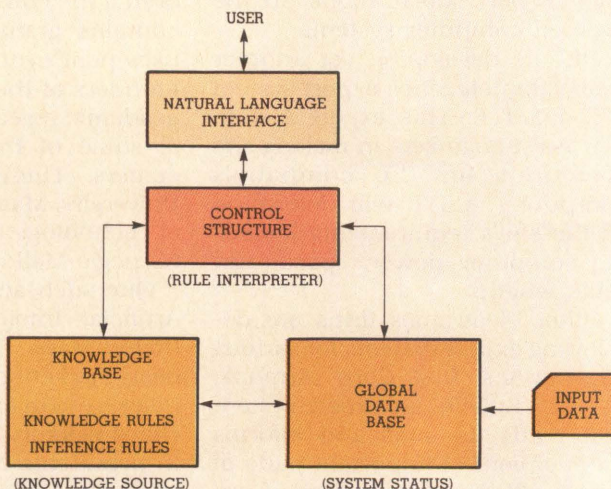 USER
NATURAL LANGUAGE
INTERFACE
CONTROL
STRUCTURE
(RULE INTERPRETER)
KNOWLEDGE
BASE
KNOWLEDGE RULES
INFERENCE RULES
(KNOWLEDGE SOURCE)
GLOBAL
DATA
BASE
(SYSTEM STATUS)
INPUT
DATA